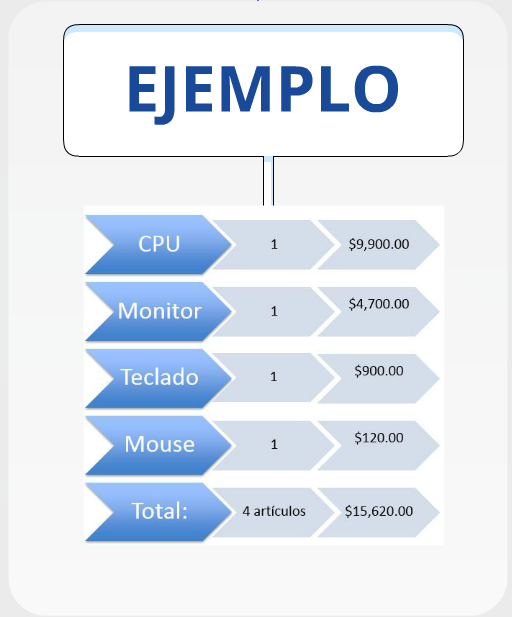 EJEMPLO
CPU 1 $9,900.00
Monitor 1 $4,700.00
Teclado 1 $900.00
Mouse 1 $120.00
Total: 4 artículos $15,620.00